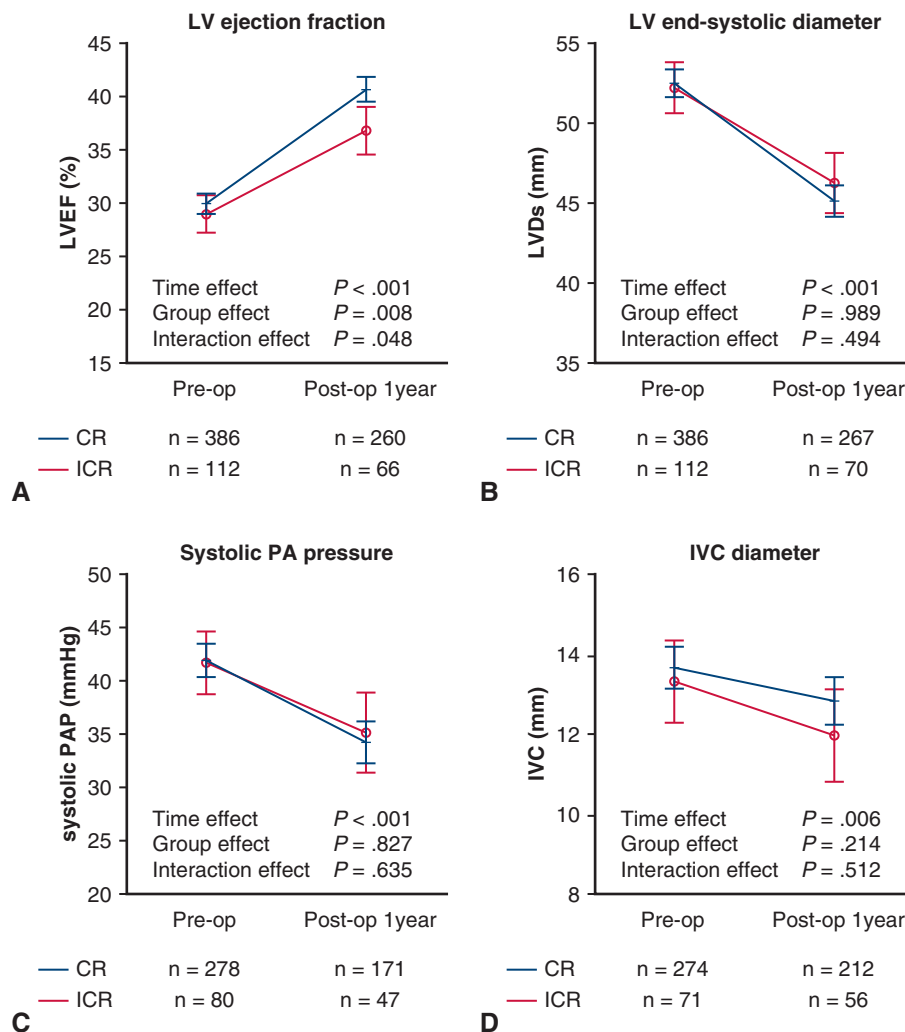 LV ejection fraction
45
40
35
30
25
20
15
LVEF (%)
Time effect P < .001
Group effect P = .008
Interaction effect P = .048
Pre-op Post-op 1year
CR n = 386 n = 260
ICR n = 112 n = 66
A
LV end-systolic diameter
55
50
45
40
35
LVDs (mm)
Time effect P < .001
Group effect P = .989
Interaction effect P = .494
Pre-op Post-op 1year
CR n = 386 n = 267
ICR n = 112 n = 70
B
Systolic PA pressure
50
45
40
35
30
25
20
systolic PAP (mmHg)
Time effect P < .001
Group effect P = .827
Interaction effect P = .635
Pre-op Post-op 1year
CR n = 278 n = 171
ICR n = 80 n = 47
C
IVC diameter
16
14
12
10
8
IVC (mm)
Time effect P = .006
Group effect P = .214
Interaction effect P = .512
Pre-op Post-op 1year
CR n = 274 n = 212
ICR n = 71 n = 56
D